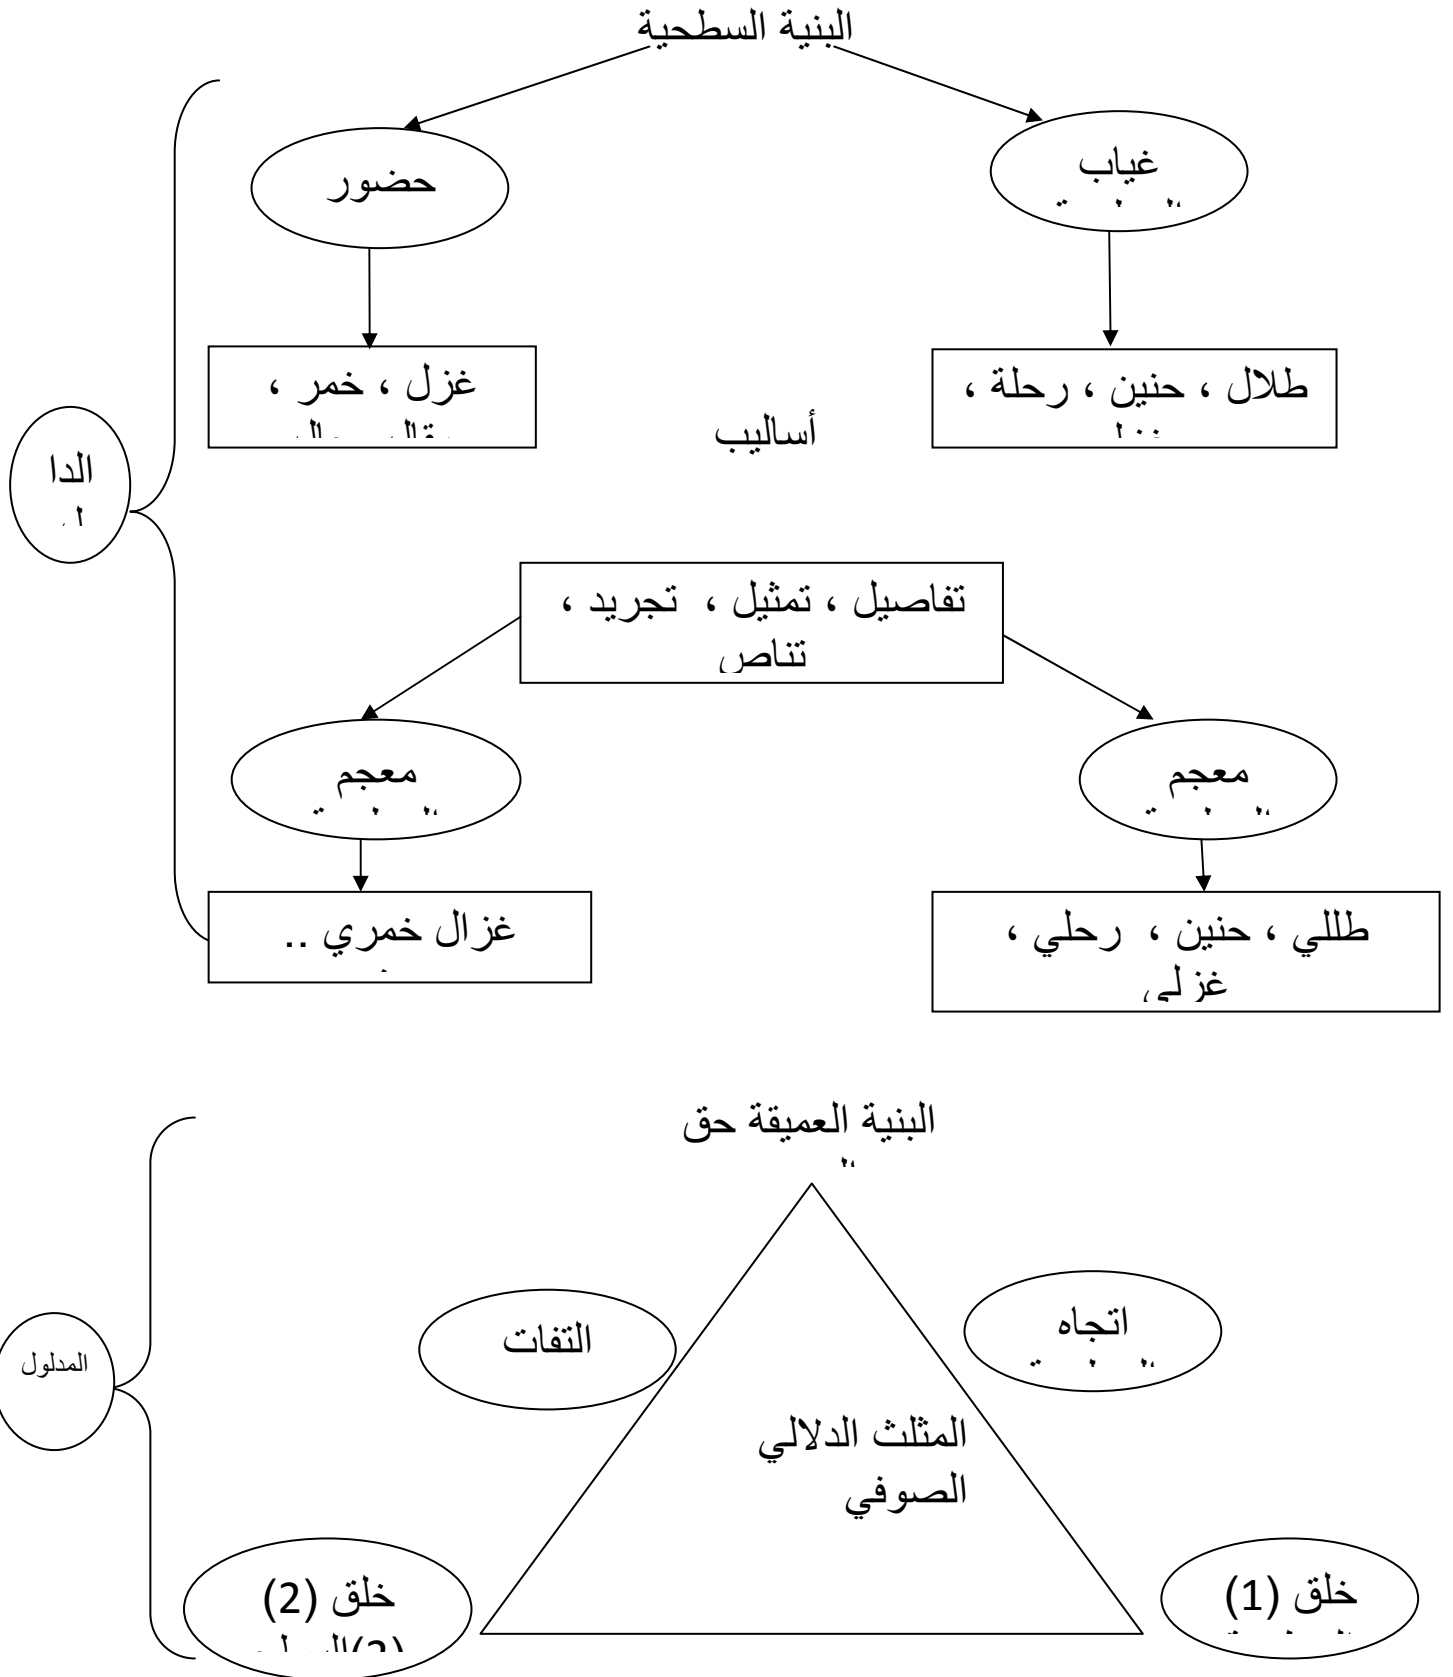 البنية السطحية
غياب
حضور
طلال ، حنين ، رحلة ،
غزل ، خمر ،
أساليب
الدا
تفاصيل ، تمثيل ، تجريد ،
تناص
معجم
معجم
طللي ، حنين ، رحلي ،
غزلي
غزال خمري ..
البنية العميقة حق
اتجاه
التفات
المدلول
المثلث الدلالي
الصوفي
خلق (1)
خلق (2)